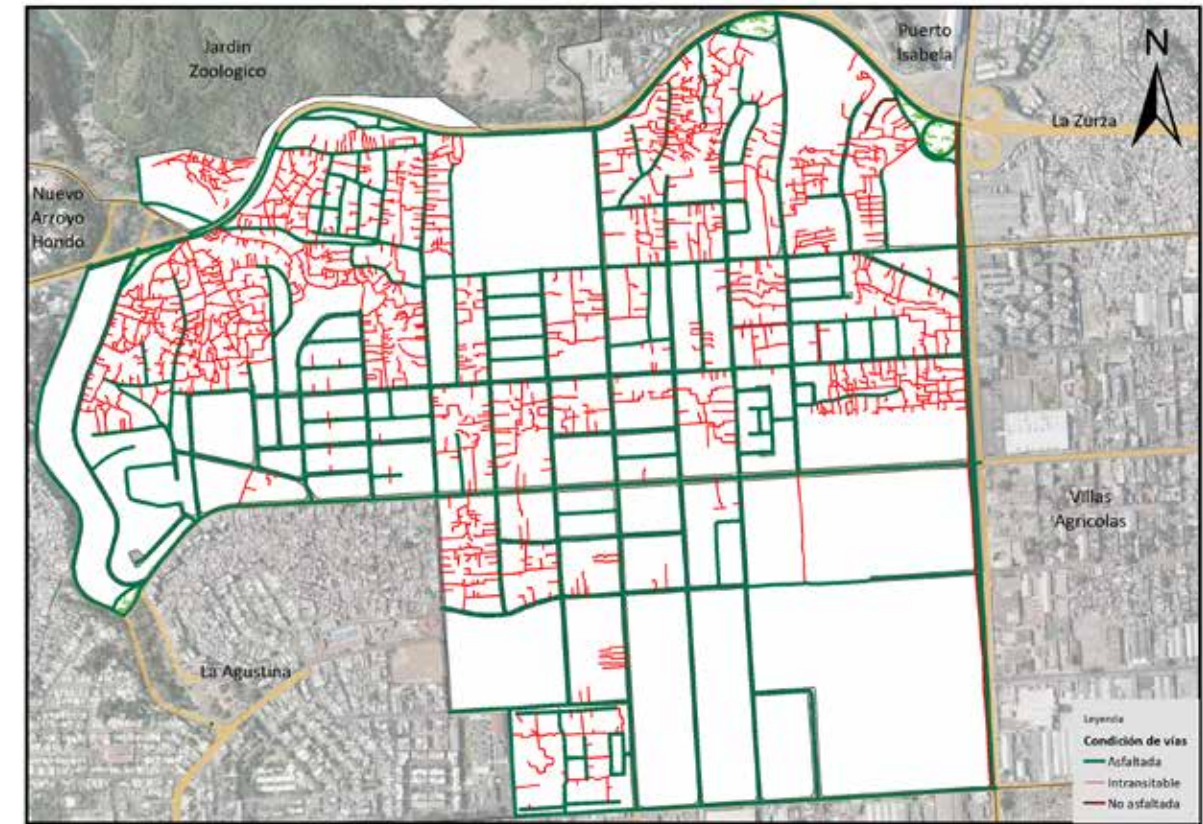 Jardin
Zoologico
Puerto
Isabela
N
La Zurza
Nuevo
Arroyo
Hondo
Villas
Agricolas
La Agustina
Leyenda
Condición de vías
Asfaltada
Intransitable
No asfaltada